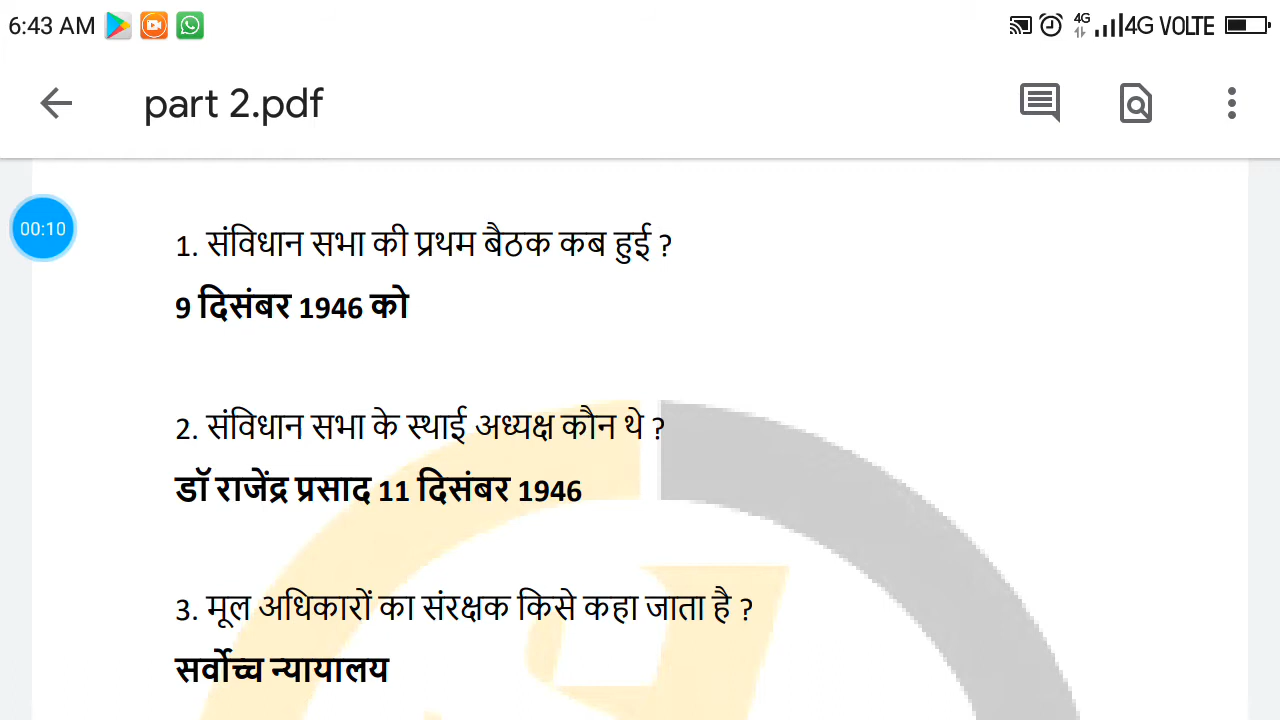 6:43 AM 4G 4G VOLTE
part 2.pdf
00:10
1. संविधान सभा की प्रथम बैठक कब हुई ?
9 दिसंबर 1946 को
2. संविधान सभा के स्थाई अध्यक्ष कौन थे ?
डॉ राजेंद्र प्रसाद 11 दिसंबर 1946
3. मूल अधिकारों का संरक्षक किसे कहा जाता है ?
सर्वोच्च न्यायालय